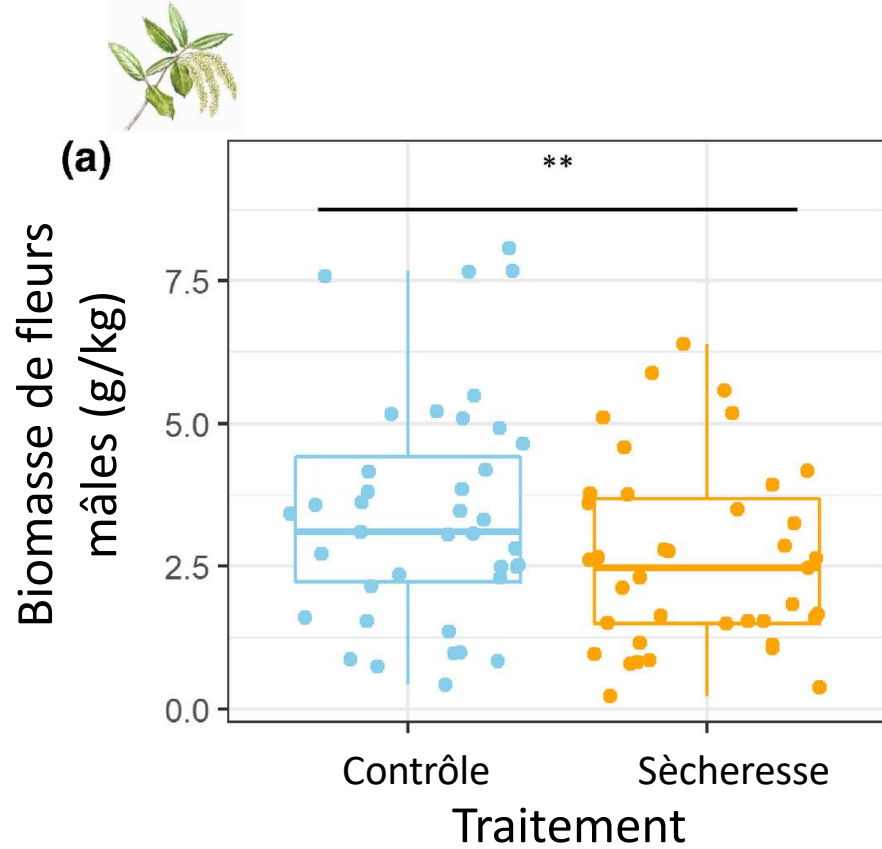 (a)
**
Biomasse de fleurs
mâles (g/kg)
7.5
5.0
2.5
0.0
Contrôle
Sècheresse
Traitement